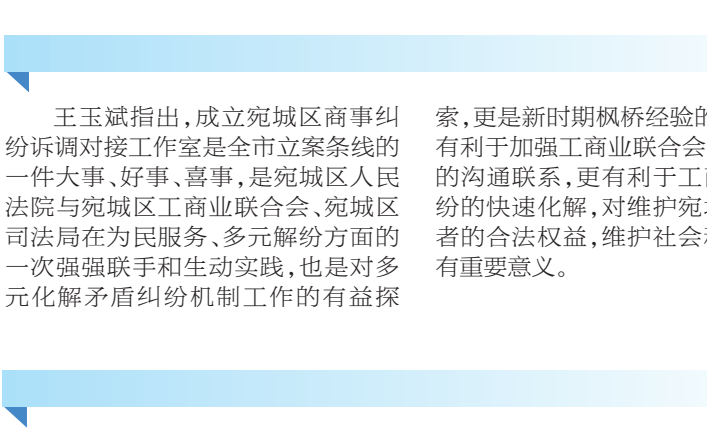 王玉斌指出，成立宛城区商事纠
纷诉调对接工作室是全市立案条线的
一件大事、好事、喜事，是宛城区人民
法院与宛城区工商业联合会、宛城区
司法局在为民服务、多元解纷方面的
一次强强联手和生动实践，也是对多
元化解矛盾纠纷机制工作的有益探
索，更是新时期枫桥经验的
有利于加强工商业联合会
的沟通联系，更有利于工
纷的快速化解，对维护宛
者的合法权益，维护社会
有重要意义。